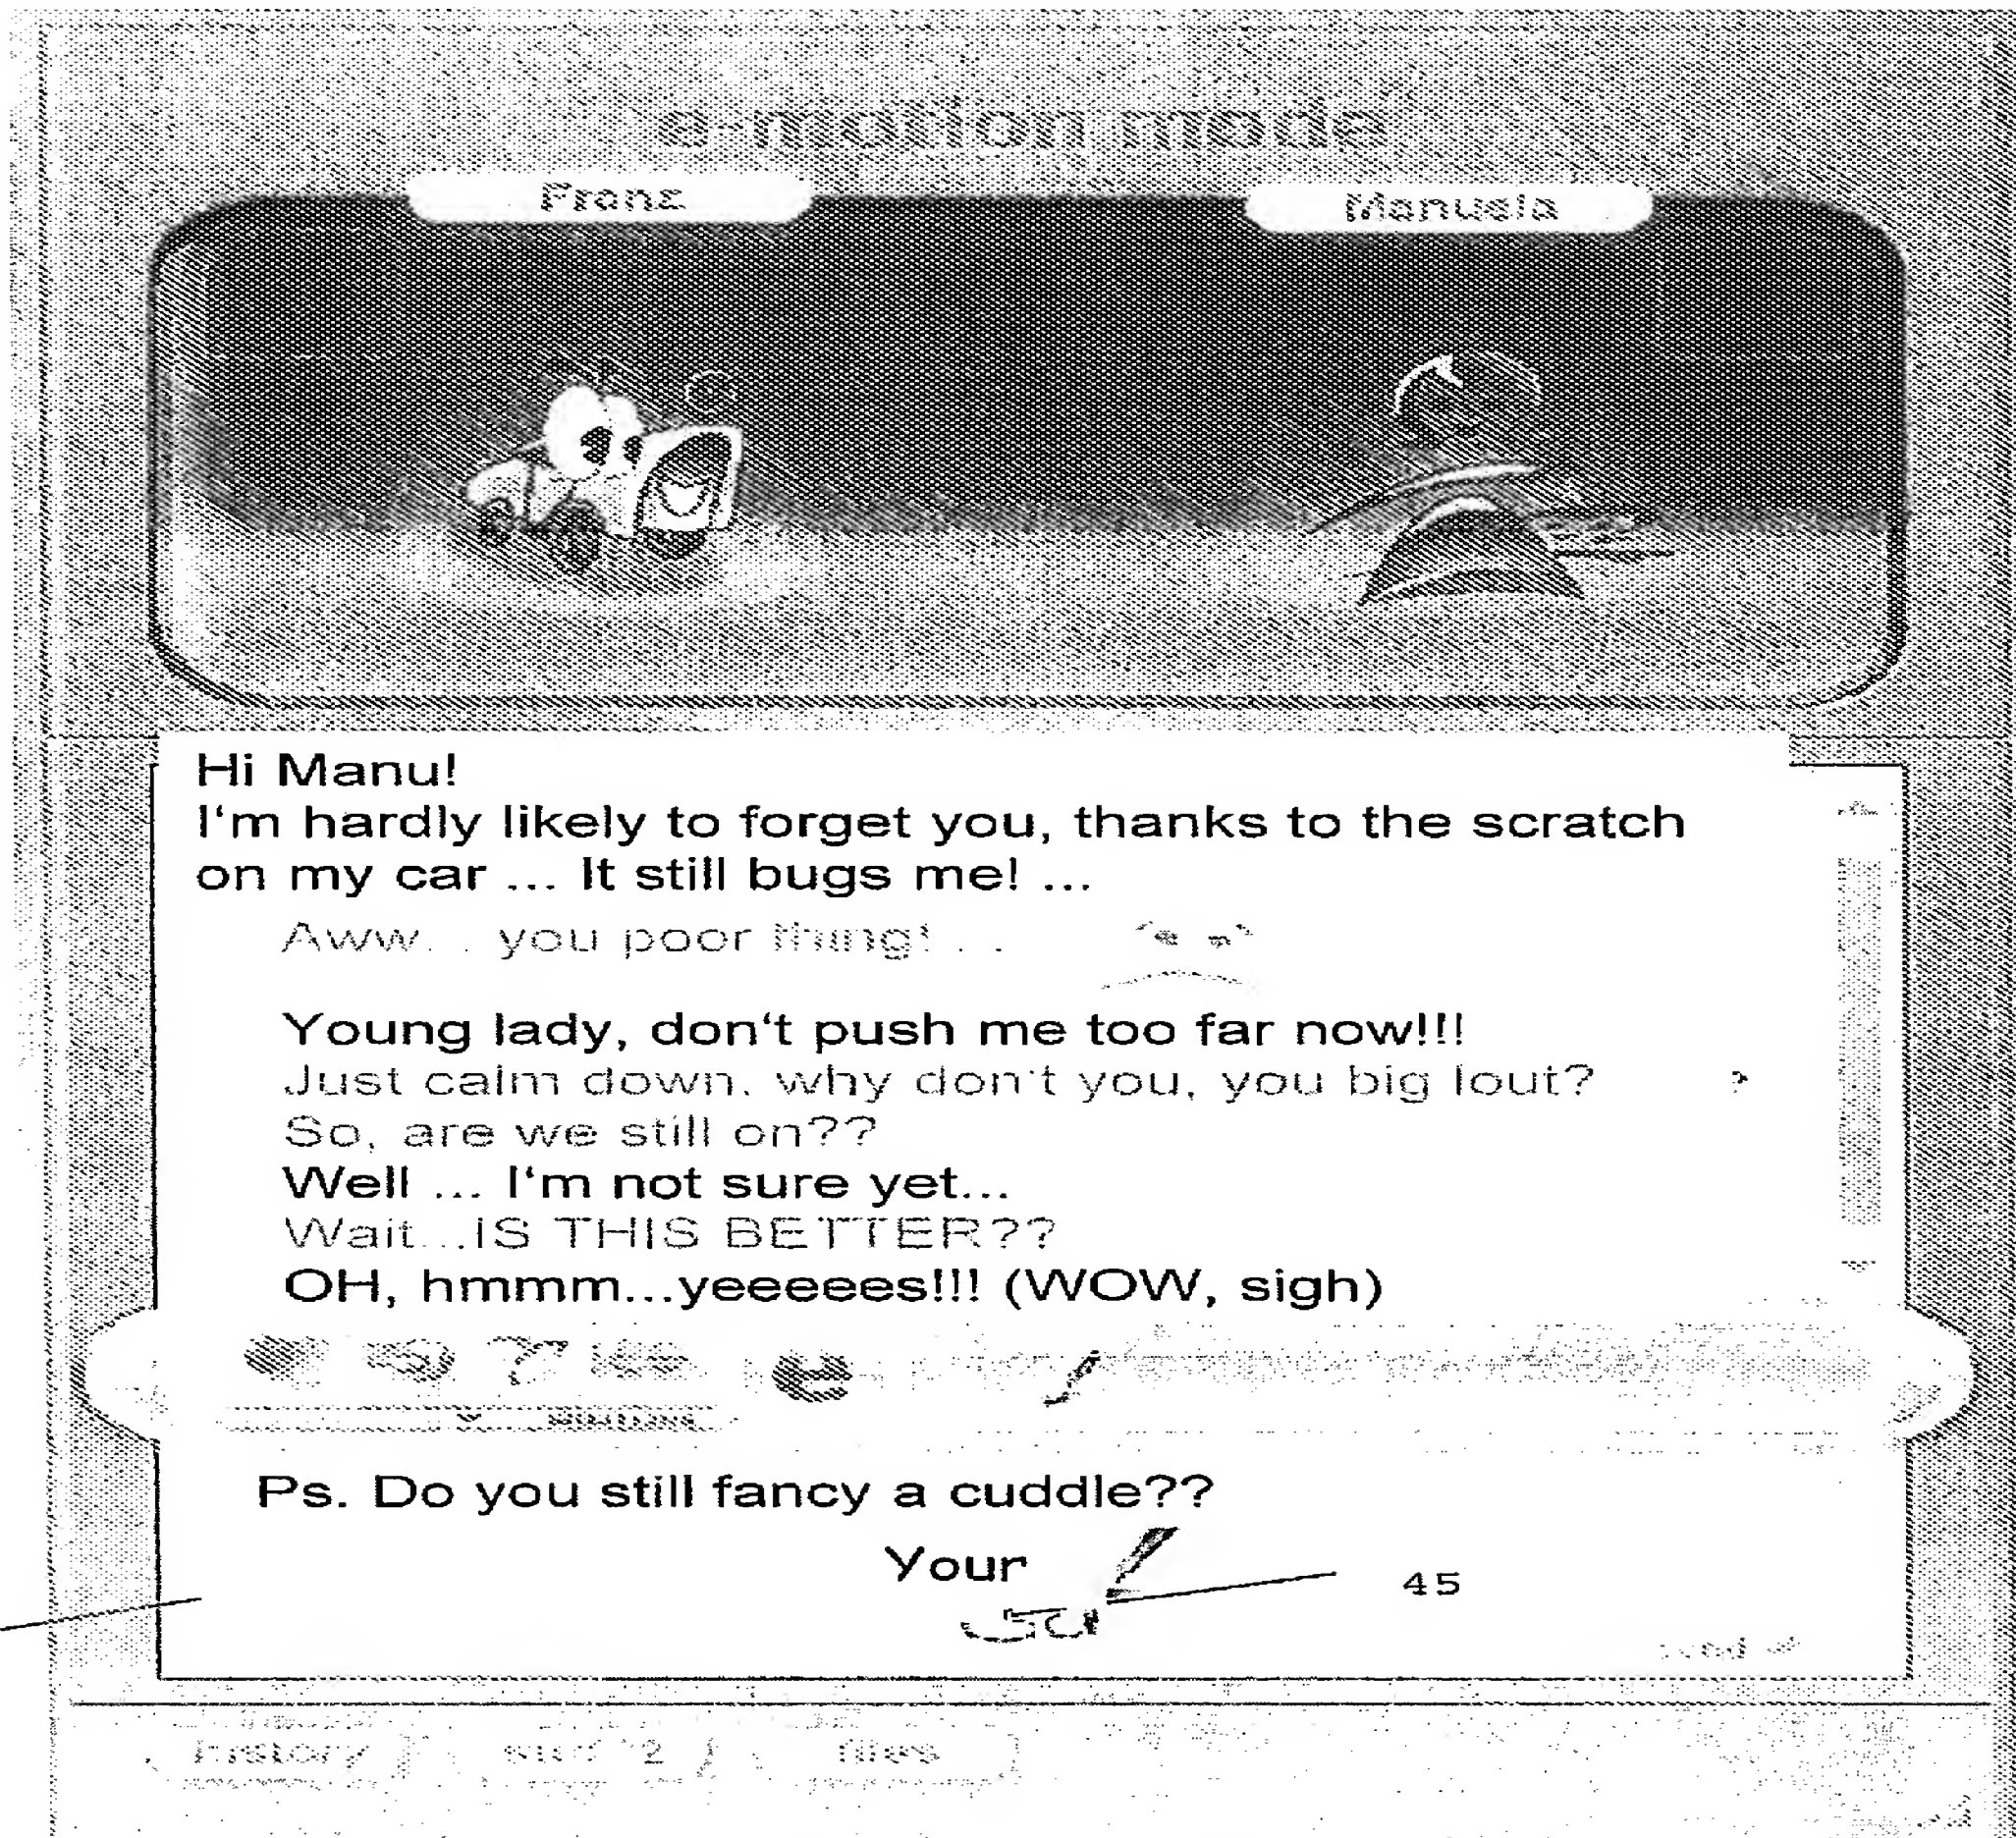 e-motion mode
Franz
Manuela
Hi Manu!
I'm hardly likely to forget you, thanks to the scratch
on my car ... It still bugs me! ...
Aww... you poor thing! ...
Young lady, don't push me too far now!!!
Just calm down. why don't you, you big lout? ?
So, are we still on??
Well ... I'm not sure yet...
Wait...IS THIS BETTER??
OH, hmmm...yeeeees!!! (WOW, sigh)
emotions
Ps. Do you still fancy a cuddle??
Your
45
history
files